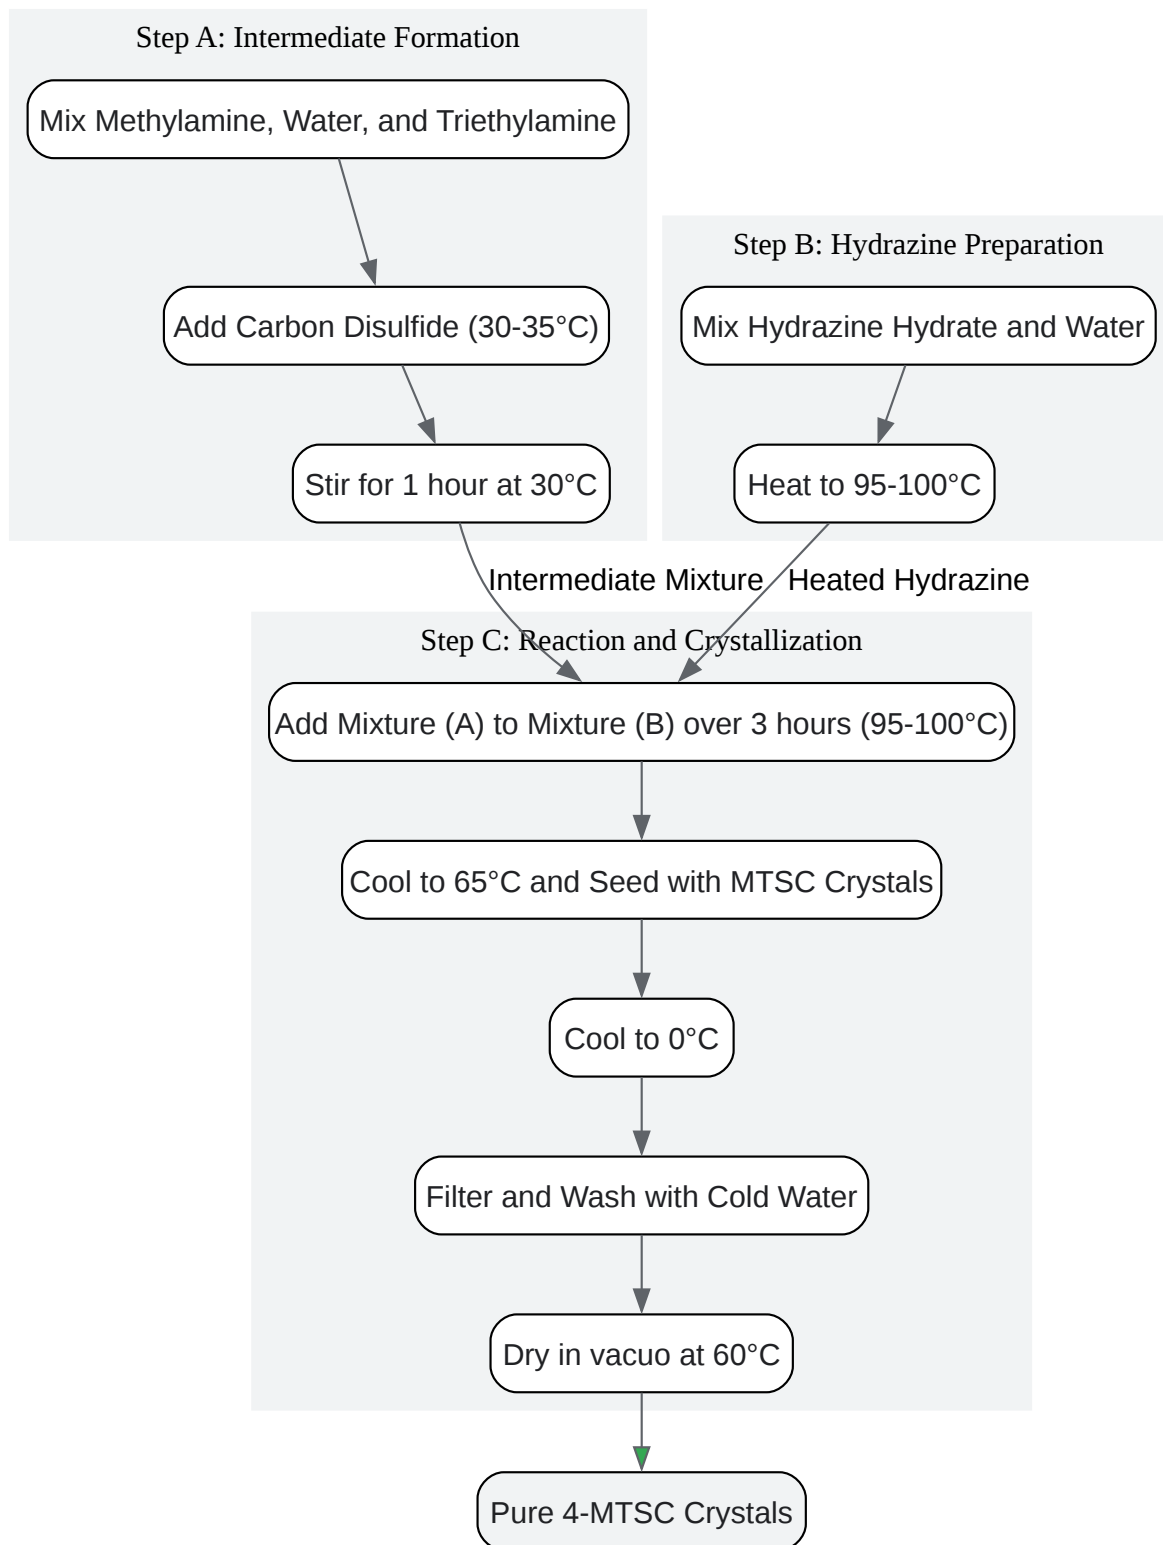 Step A: Intermediate Formation
Mix Methylamine, Water, and Triethylamine
Add Carbon Disulfide (30-35°C)
Stir for 1 hour at 30°C
Step B: Hydrazine Preparation
Mix Hydrazine Hydrate and Water
Heat to 95-100°C
Intermediate Mixture
Heated Hydrazine
Step C: Reaction and Crystallization
Add Mixture (A) to Mixture (B) over 3 hours (95-100°C)
Cool to 65°C and Seed with MTSC Crystals
Cool to 0°C
Filter and Wash with Cold Water
Dry in vacuo at 60°C
Pure 4-MTSC Crystals